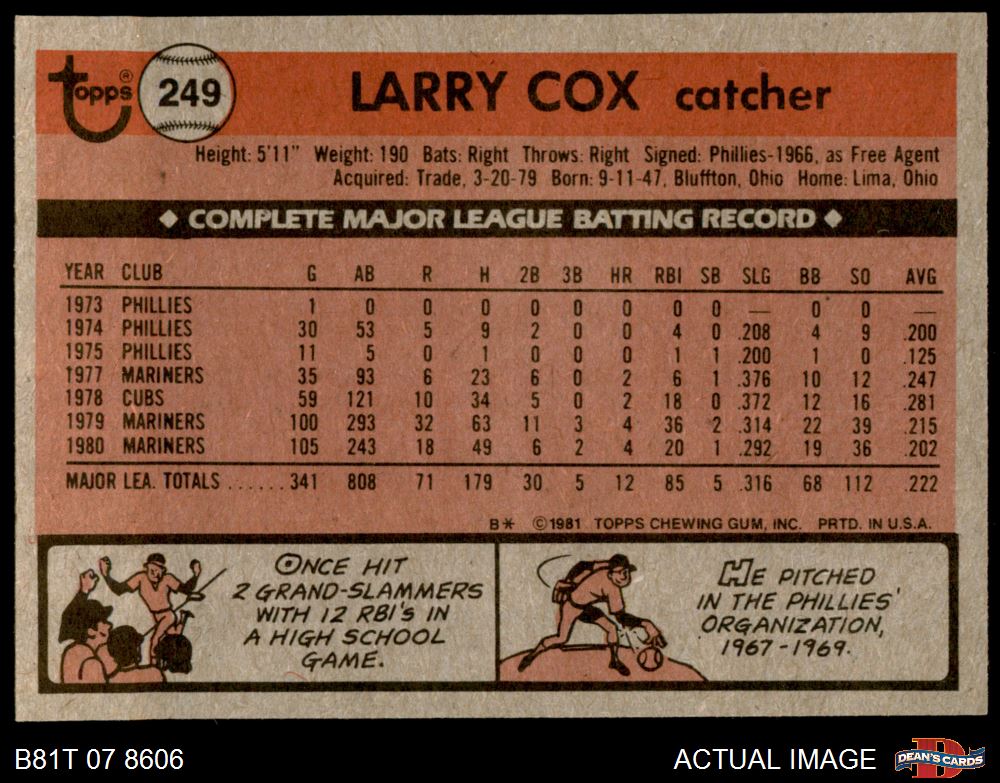 topps® 249 LARRY COX catcher
Height: 5'11" Weight: 190 Bats: Right Throws: Right Signed: Phillies-1966, as Free Agent
Acquired: Trade, 3-20-79 Born: 9-11-47, Bluffton, Ohio Home: Lima, Ohio
◆ COMPLETE MAJOR LEAGUE BATTING RECORD ◆
YEAR CLUB G AB R H 2B 3B HR RBI SB SLG BB SO AVG
1973 PHILLIES 1 0 0 0 0 0 0 0 0 — 0 0 —
1974 PHILLIES 30 53 5 9 2 0 0 4 0 .208 4 9 .200
1975 PHILLIES 11 5 0 1 0 0 0 1 1 .200 1 0 .125
1977 MARINERS 35 93 6 23 6 0 2 6 1 .376 10 12 .247
1978 CUBS 59 121 10 34 5 0 2 18 0 .372 12 16 .281
1979 MARINERS 100 293 32 63 11 3 4 36 2 .314 22 39 .215
1980 MARINERS 105 243 18 49 6 2 4 20 1 .292 19 36 .202
MAJOR LEA. TOTALS ...... 341 808 71 179 30 5 12 85 5 .316 68 112 .222
B* ©1981 TOPPS CHEWING GUM, INC. PRTD. IN U.S.A.
ONCE HIT
2 GRAND-SLAMMERS
WITH 12 RBI'S IN
A HIGH SCHOOL
GAME.
HE PITCHED
IN THE PHILLIES'
ORGANIZATION,
1967-1969.
B81T 07 8606 ACTUAL IMAGE DEAN'S CARDS